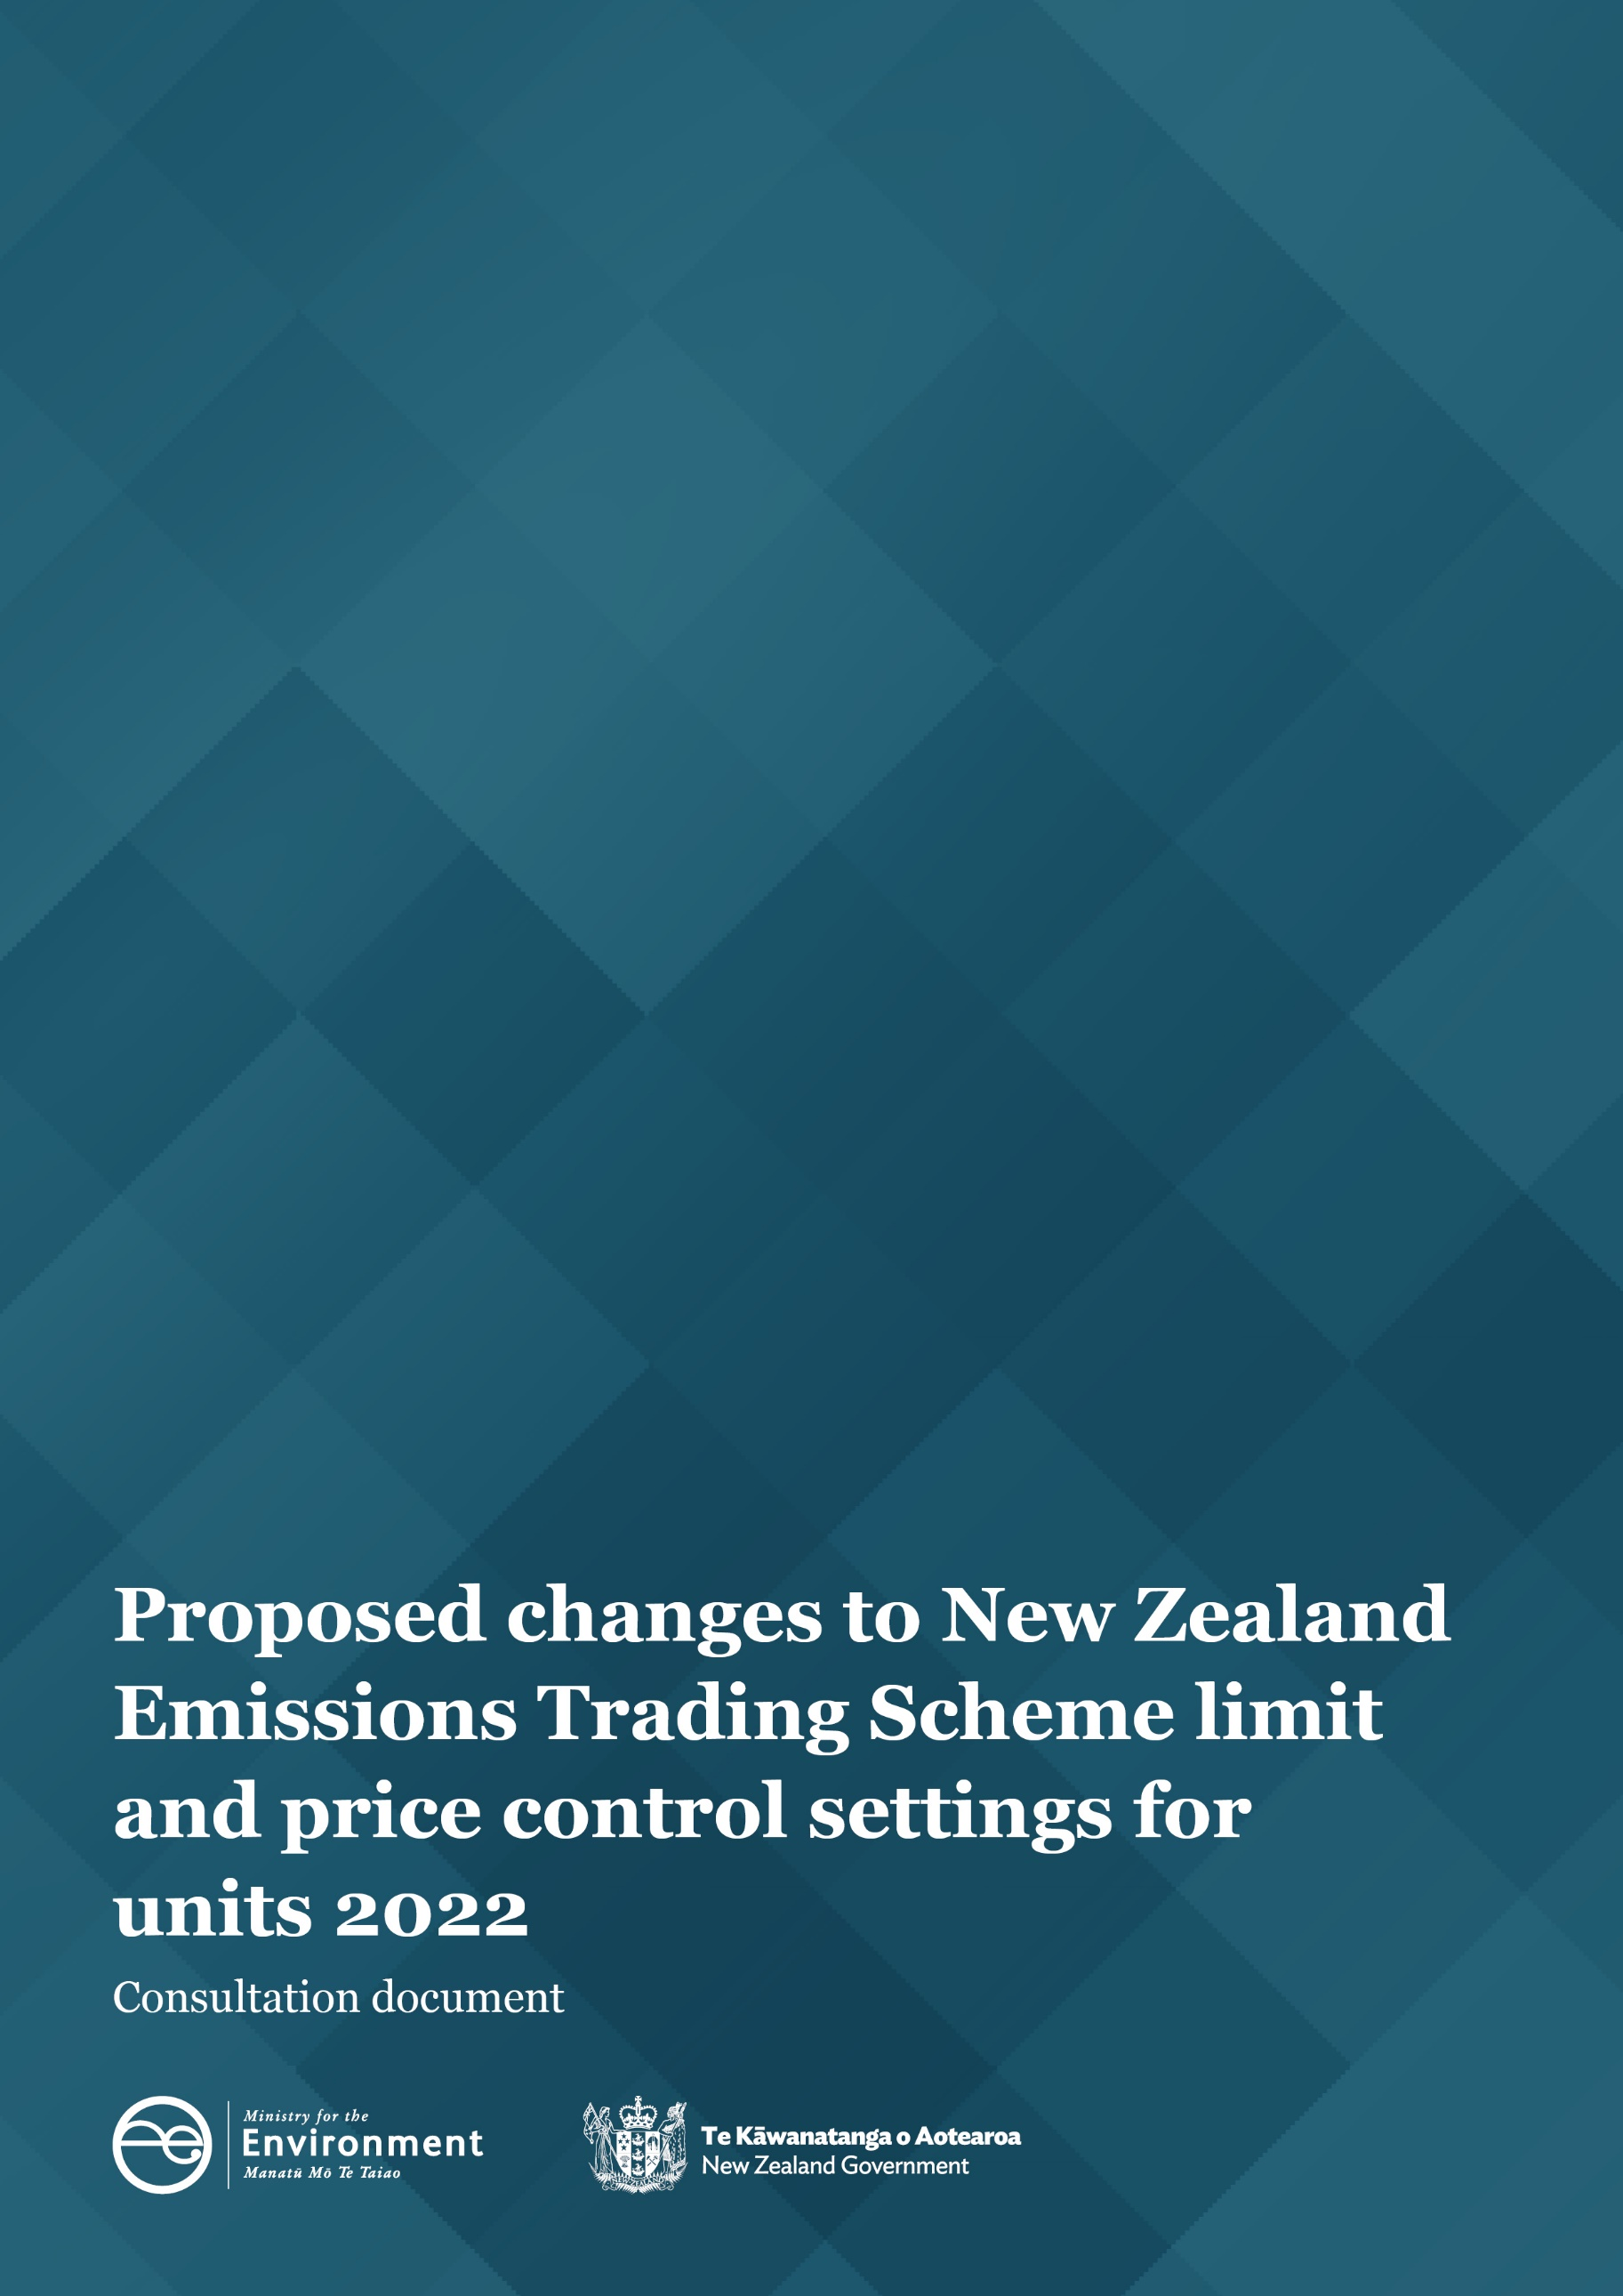 Proposed changes to New Zealand
Emissions Trading Scheme limit
and price control settings for
units 2022
Consultation document
Ministry for the
Environment
Manatū Mō Te Taiao
Te Kāwanatanga o Aotearoa
New Zealand Government